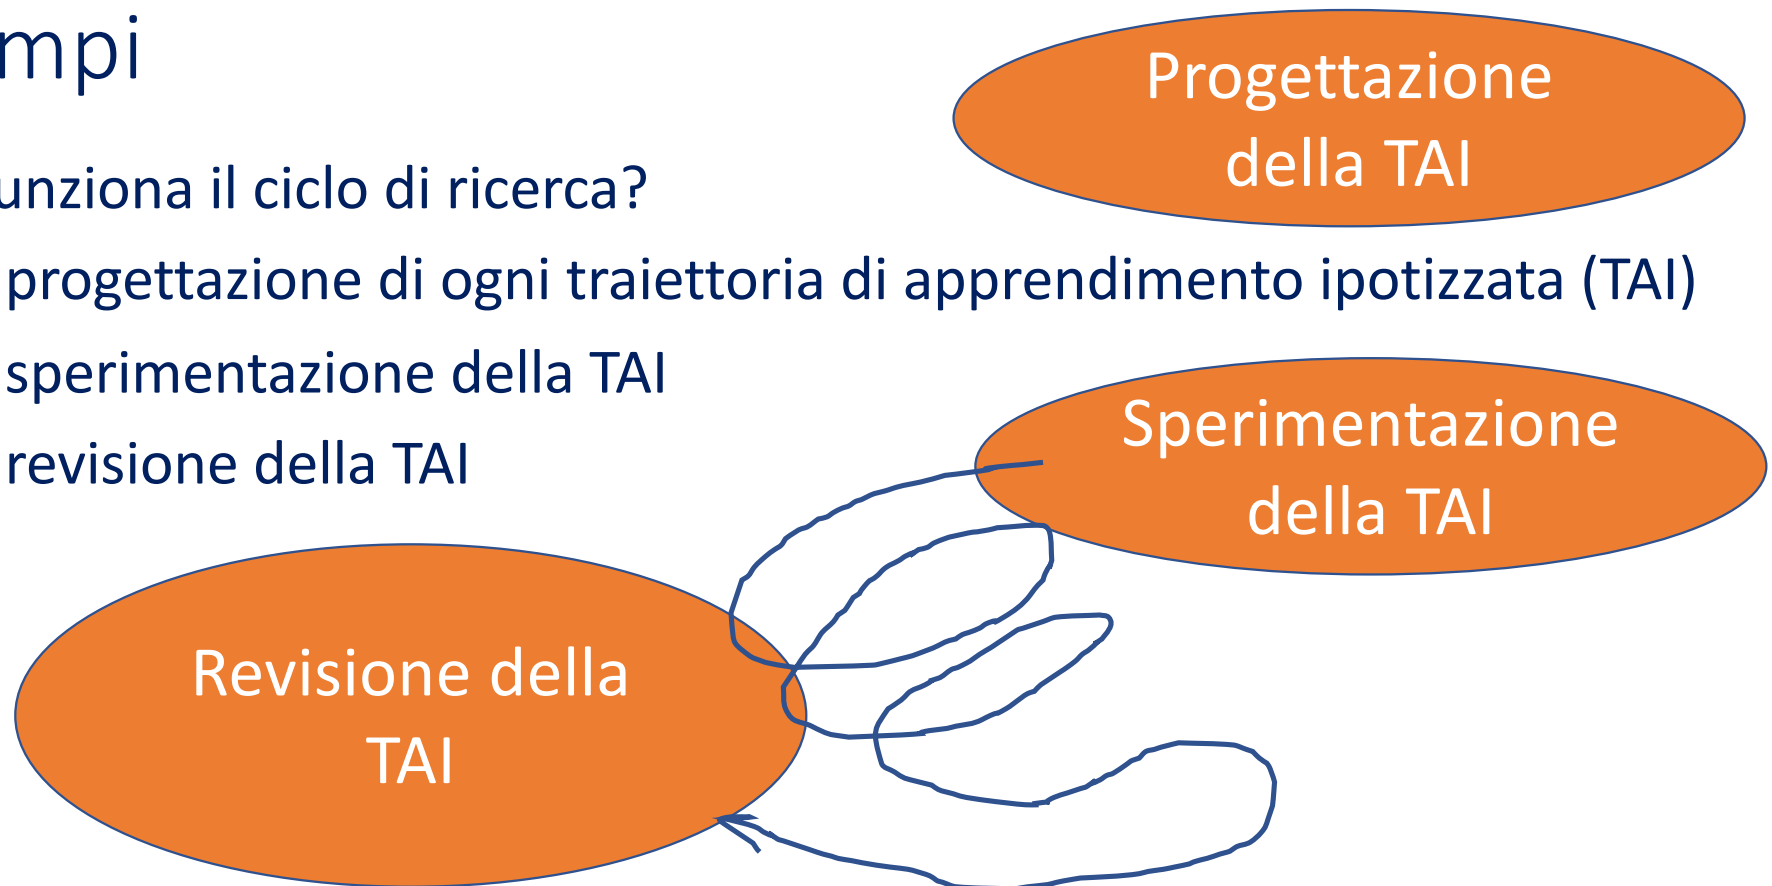 mpi
Progettazione
della TAI
unziona il ciclo di ricerca?
progettazione di ogni traiettoria di apprendimento ipotizzata (TAI)
sperimentazione della TAI
revisione della TAI
Sperimentazione
della TAI
Revisione della
TAI